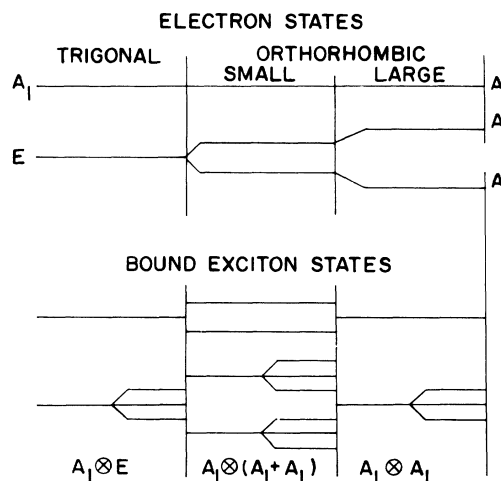 ELECTRON STATES
TRIGONAL
ORTHORHOMBIC
SMALL
LARGE
A₁
A
A
E
A
BOUND EXCITON STATES
A₁⊗E
A₁⊗(A₁+A₁)
A₁⊗A₁